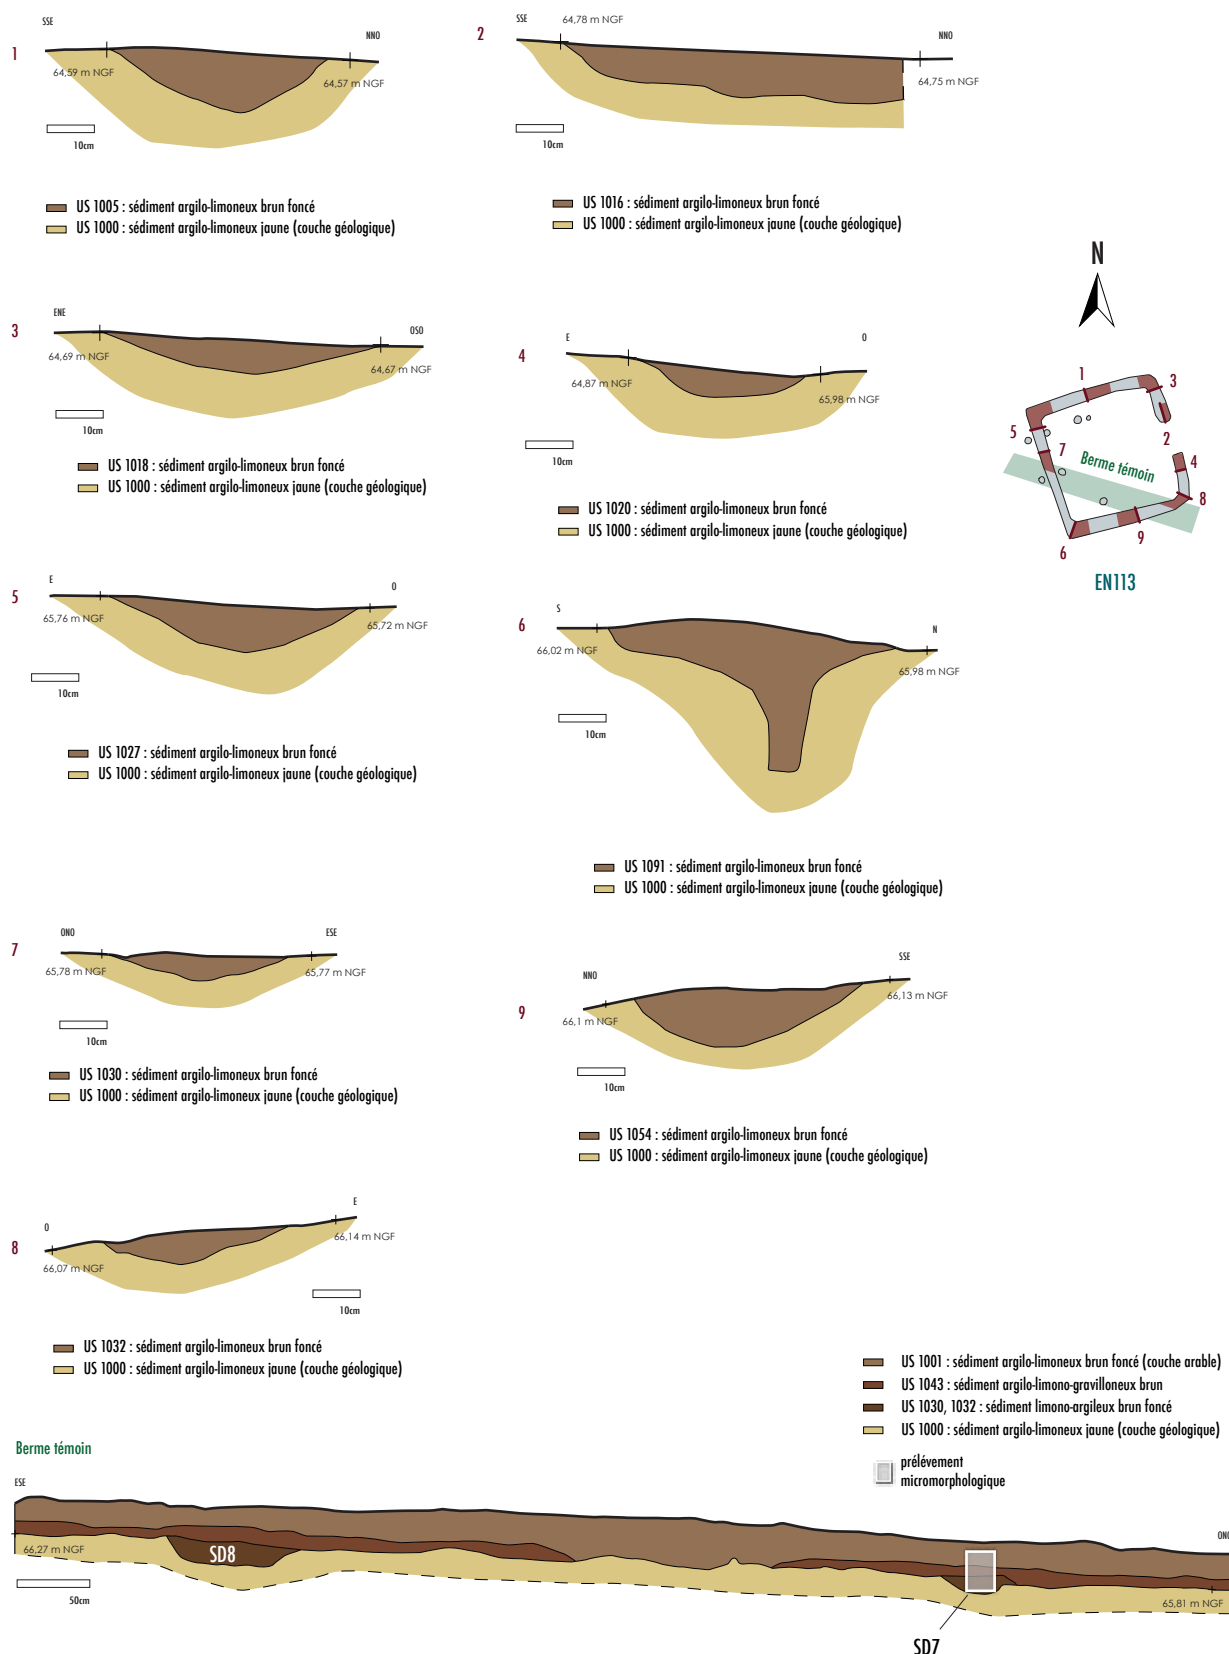 SSE
NNO
1
64,59 m NGF
64,57 m NGF
10cm
US 1005 : sédiment argilo-limoneux brun foncé
US 1000 : sédiment argilo-limoneux jaune (couche géologique)
SSE
64,78 m NGF
NNO
2
64,75 m NGF
10cm
US 1016 : sédiment argilo-limoneux brun foncé
US 1000 : sédiment argilo-limoneux jaune (couche géologique)
ENE
OSO
3
64,69 m NGF
64,67 m NGF
10cm
US 1018 : sédiment argilo-limoneux brun foncé
US 1000 : sédiment argilo-limoneux jaune (couche géologique)
E
O
4
64,87 m NGF
65,98 m NGF
10cm
US 1020 : sédiment argilo-limoneux brun foncé
US 1000 : sédiment argilo-limoneux jaune (couche géologique)
N
1
3
5
7
2
Berme témoin
4
8
6
9
EN113
E
O
5
65,76 m NGF
65,72 m NGF
10cm
US 1027 : sédiment argilo-limoneux brun foncé
US 1000 : sédiment argilo-limoneux jaune (couche géologique)
S
N
6
66,02 m NGF
65,98 m NGF
10cm
US 1091 : sédiment argilo-limoneux brun foncé
US 1000 : sédiment argilo-limoneux jaune (couche géologique)
ONO
ESE
7
65,78 m NGF
65,77 m NGF
10cm
US 1030 : sédiment argilo-limoneux brun foncé
US 1000 : sédiment argilo-limoneux jaune (couche géologique)
NNO
SSE
9
66,1 m NGF
66,13 m NGF
10cm
US 1054 : sédiment argilo-limoneux brun foncé
US 1000 : sédiment argilo-limoneux jaune (couche géologique)
O
E
8
66,07 m NGF
66,14 m NGF
10cm
US 1032 : sédiment argilo-limoneux brun foncé
US 1000 : sédiment argilo-limoneux jaune (couche géologique)
US 1001 : sédiment argilo-limoneux brun foncé (couche arable)
US 1043 : sédiment argilo-limono-gravilloneux brun
US 1030, 1032 : sédiment limono-argileux brun foncé
US 1000 : sédiment argilo-limoneux jaune (couche géologique)
prélévement
micromorphologique
Berme témoin
ESE
ONO
66,27 m NGF
SD8
50cm
65,81 m NGF
SD7